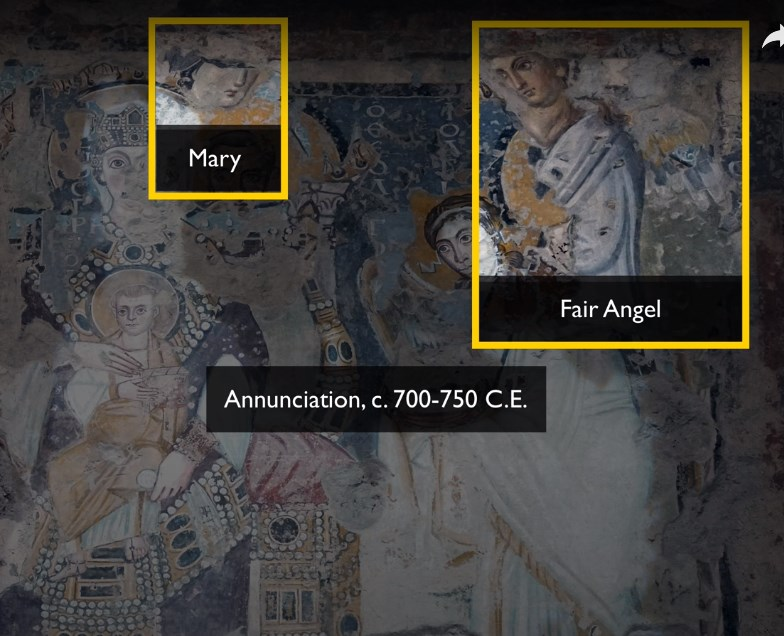 Mary
Fair Angel
Annunciation, c. 700-750 C.E.